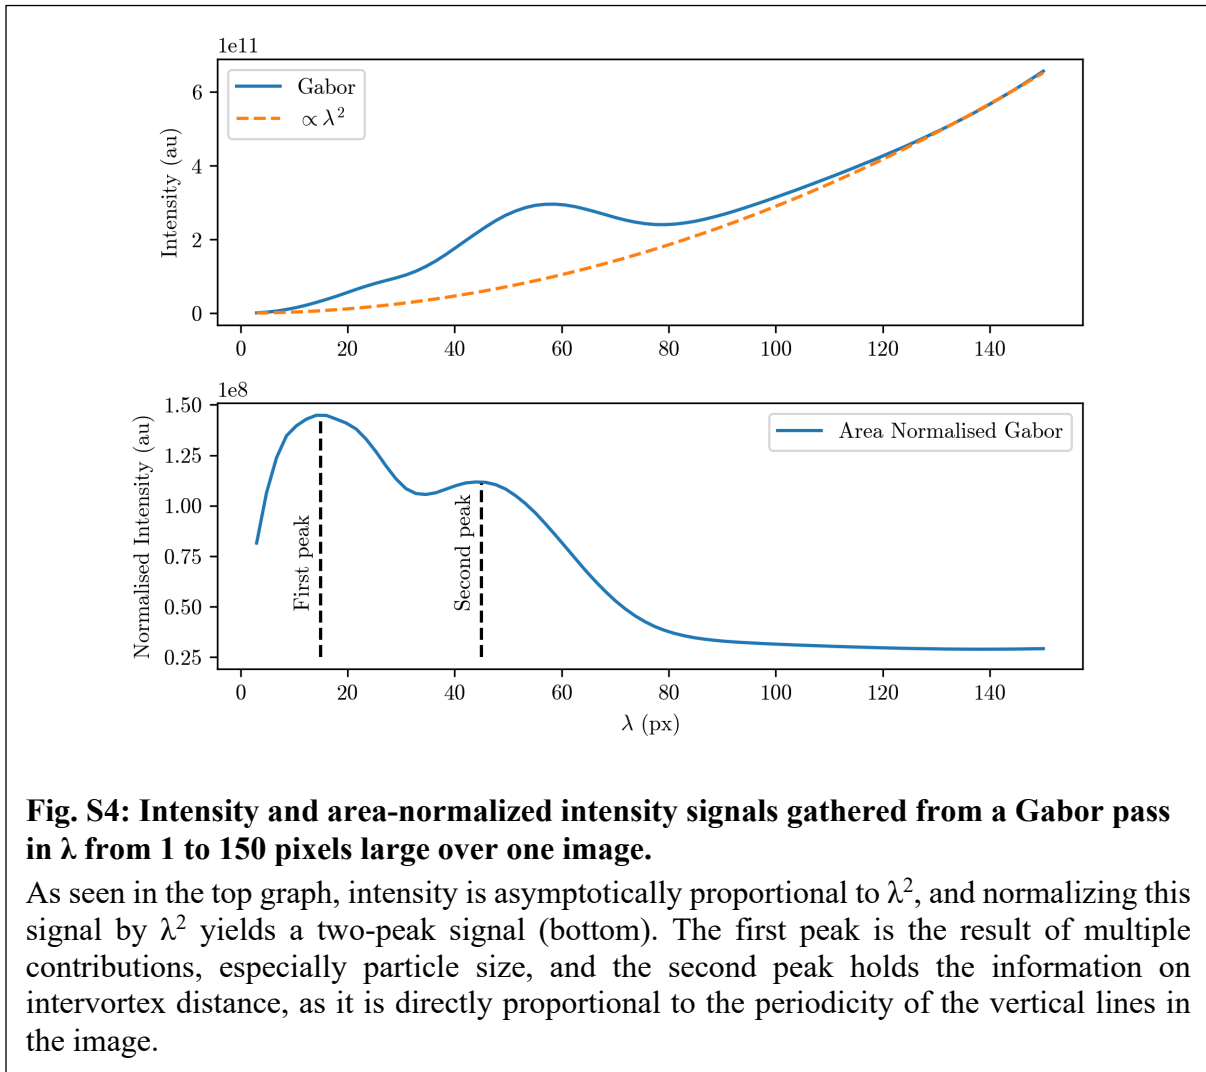 1e11
Gabor
∝ λ²
Intensity (au)
6
4
2
0
0 20 40 60 80 100 120 140
1e8
Area Normalised Gabor
Normalised Intensity (au)
1.50
1.25
1.00
0.75
0.50
0.25
First peak
Second peak
0 20 40 60 80 100 120 140
λ (px)
Fig. S4: Intensity and area-normalized intensity signals gathered from a Gabor pass
in λ from 1 to 150 pixels large over one image.
As seen in the top graph, intensity is asymptotically proportional to λ², and normalizing this
signal by λ² yields a two-peak signal (bottom). The first peak is the result of multiple
contributions, especially particle size, and the second peak holds the information on
intervortex distance, as it is directly proportional to the periodicity of the vertical lines in
the image.